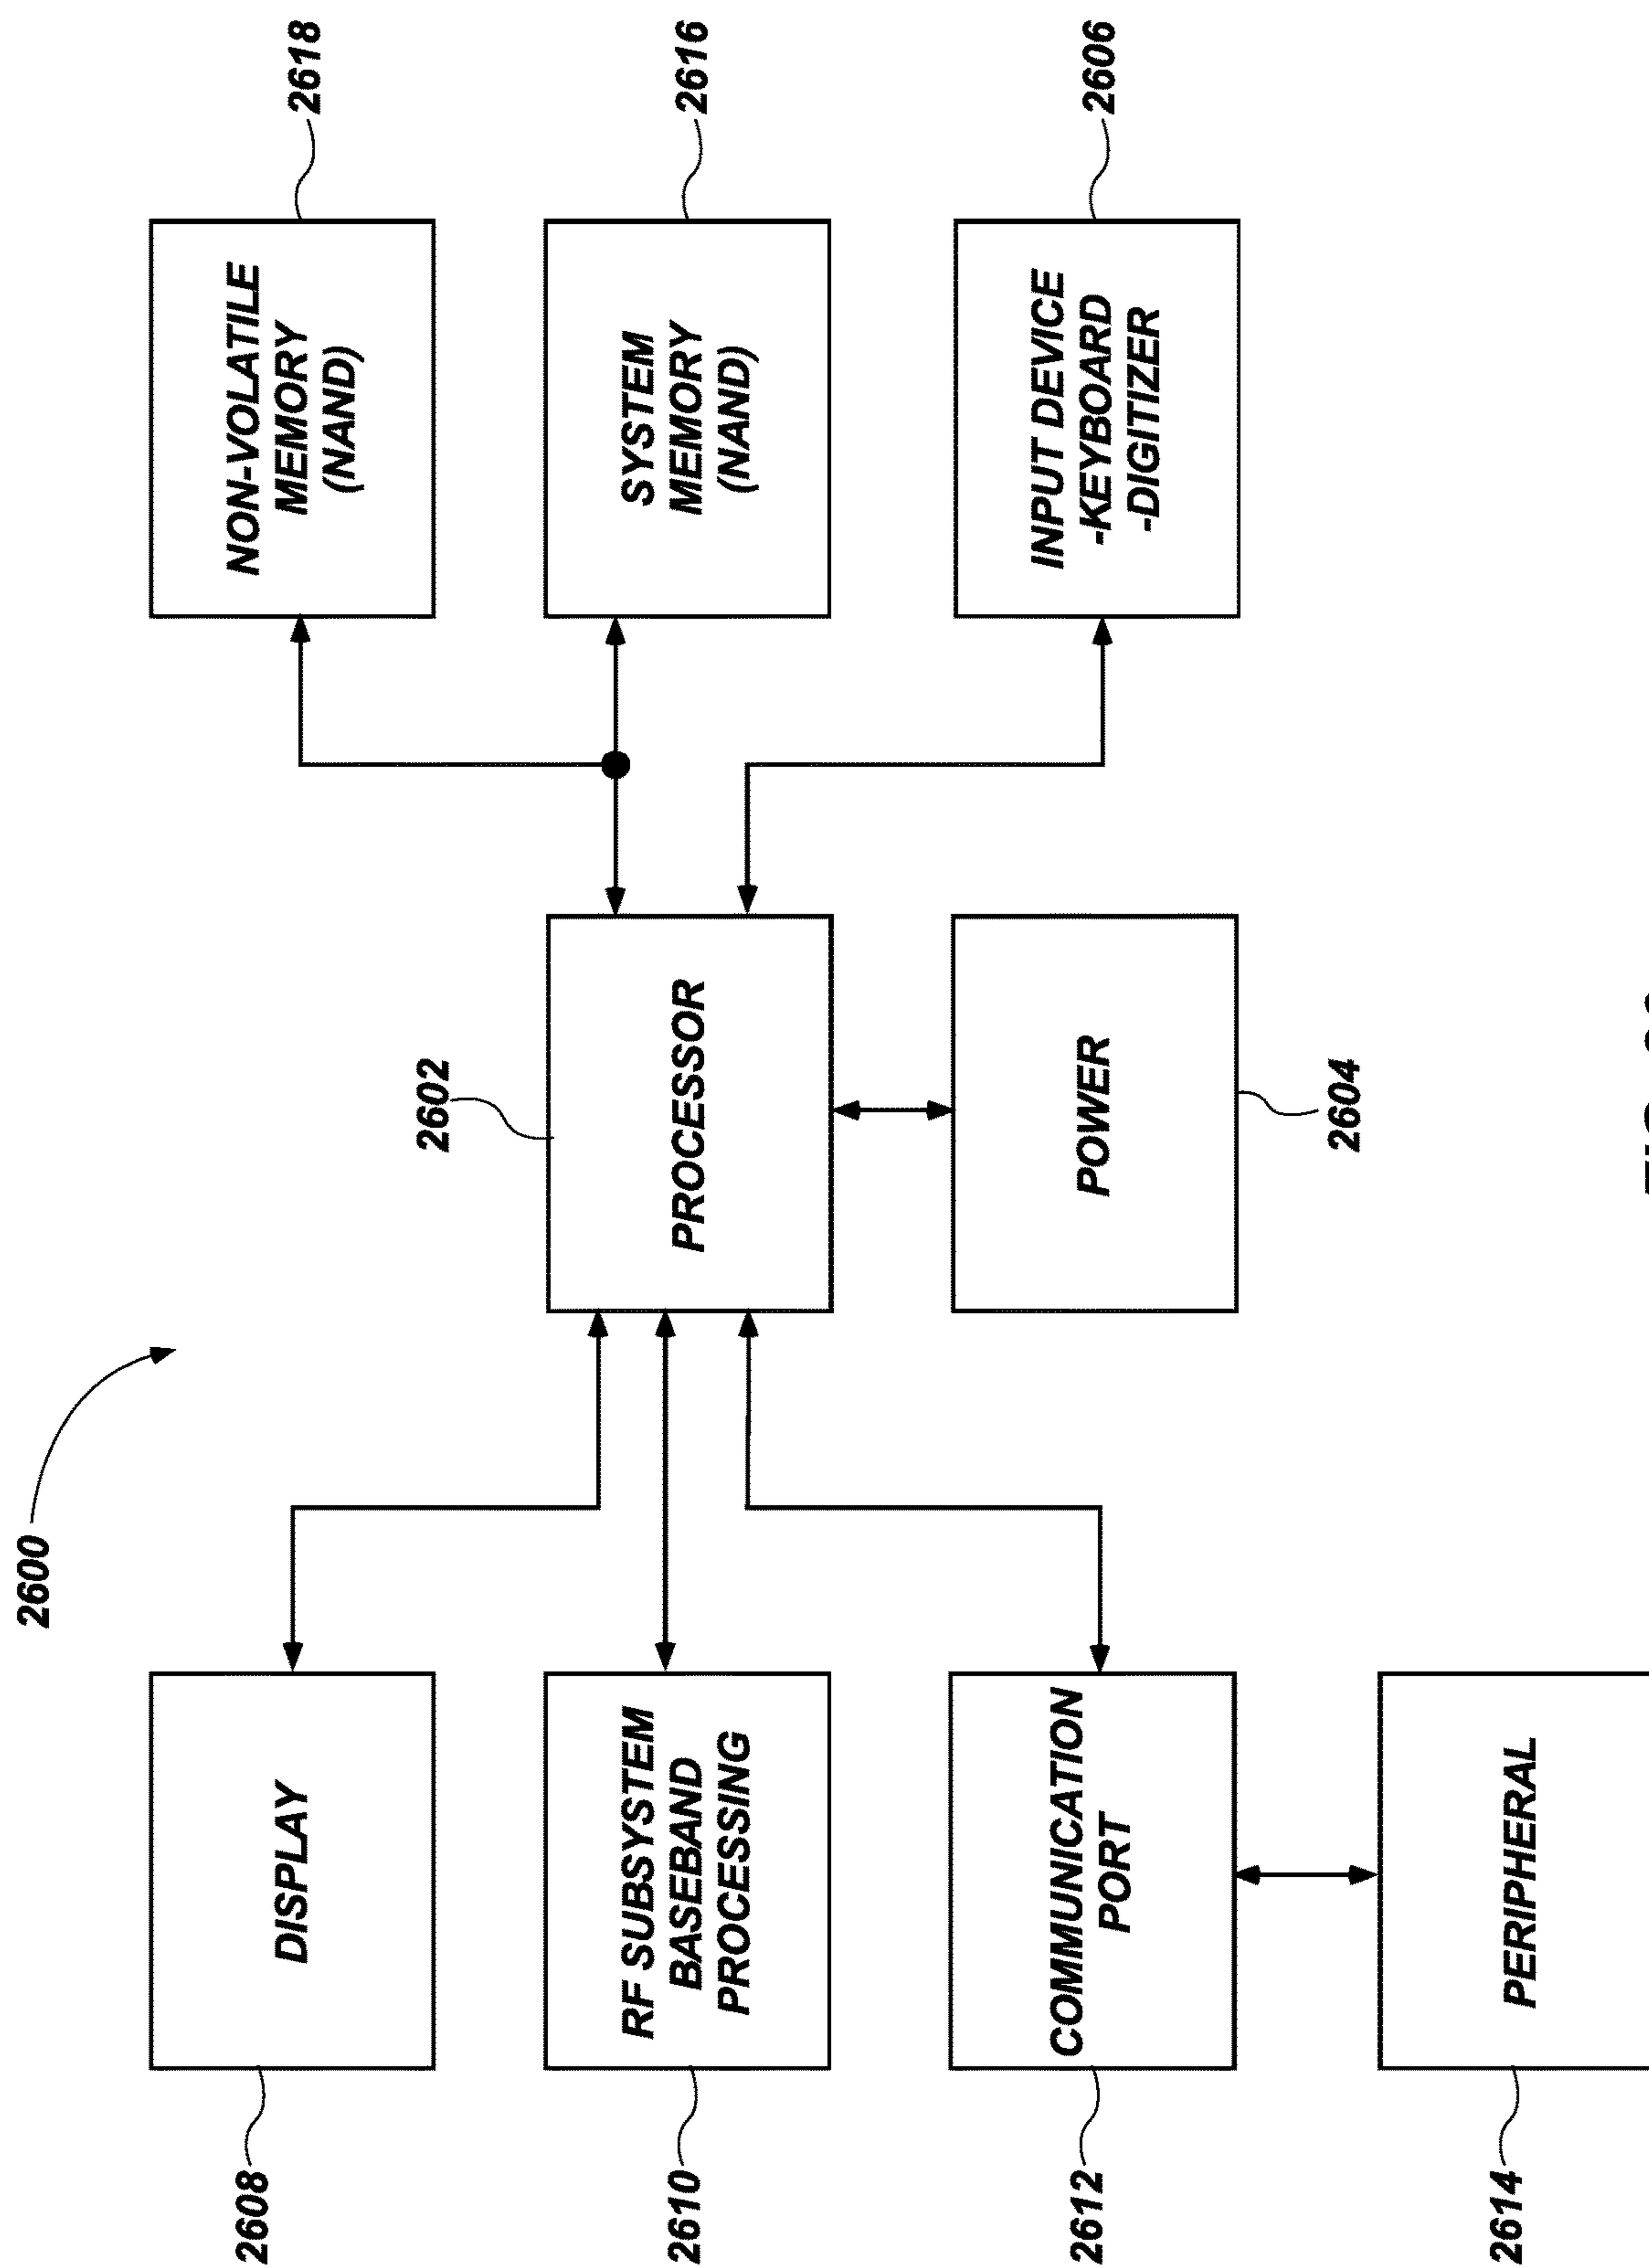 2600
2608
DISPLAY
2610
RF SUBSYSTEM
BASEBAND
PROCESSING
2612
COMMUNICATION
PORT
2614
PERIPHERAL
2602
PROCESSOR
POWER
2604
NON-VOLATILE
MEMORY
(NAND)
2618
SYSTEM
MEMORY
(NAND)
2616
INPUT DEVICE
-KEYBOARD
-DIGITIZER
2606